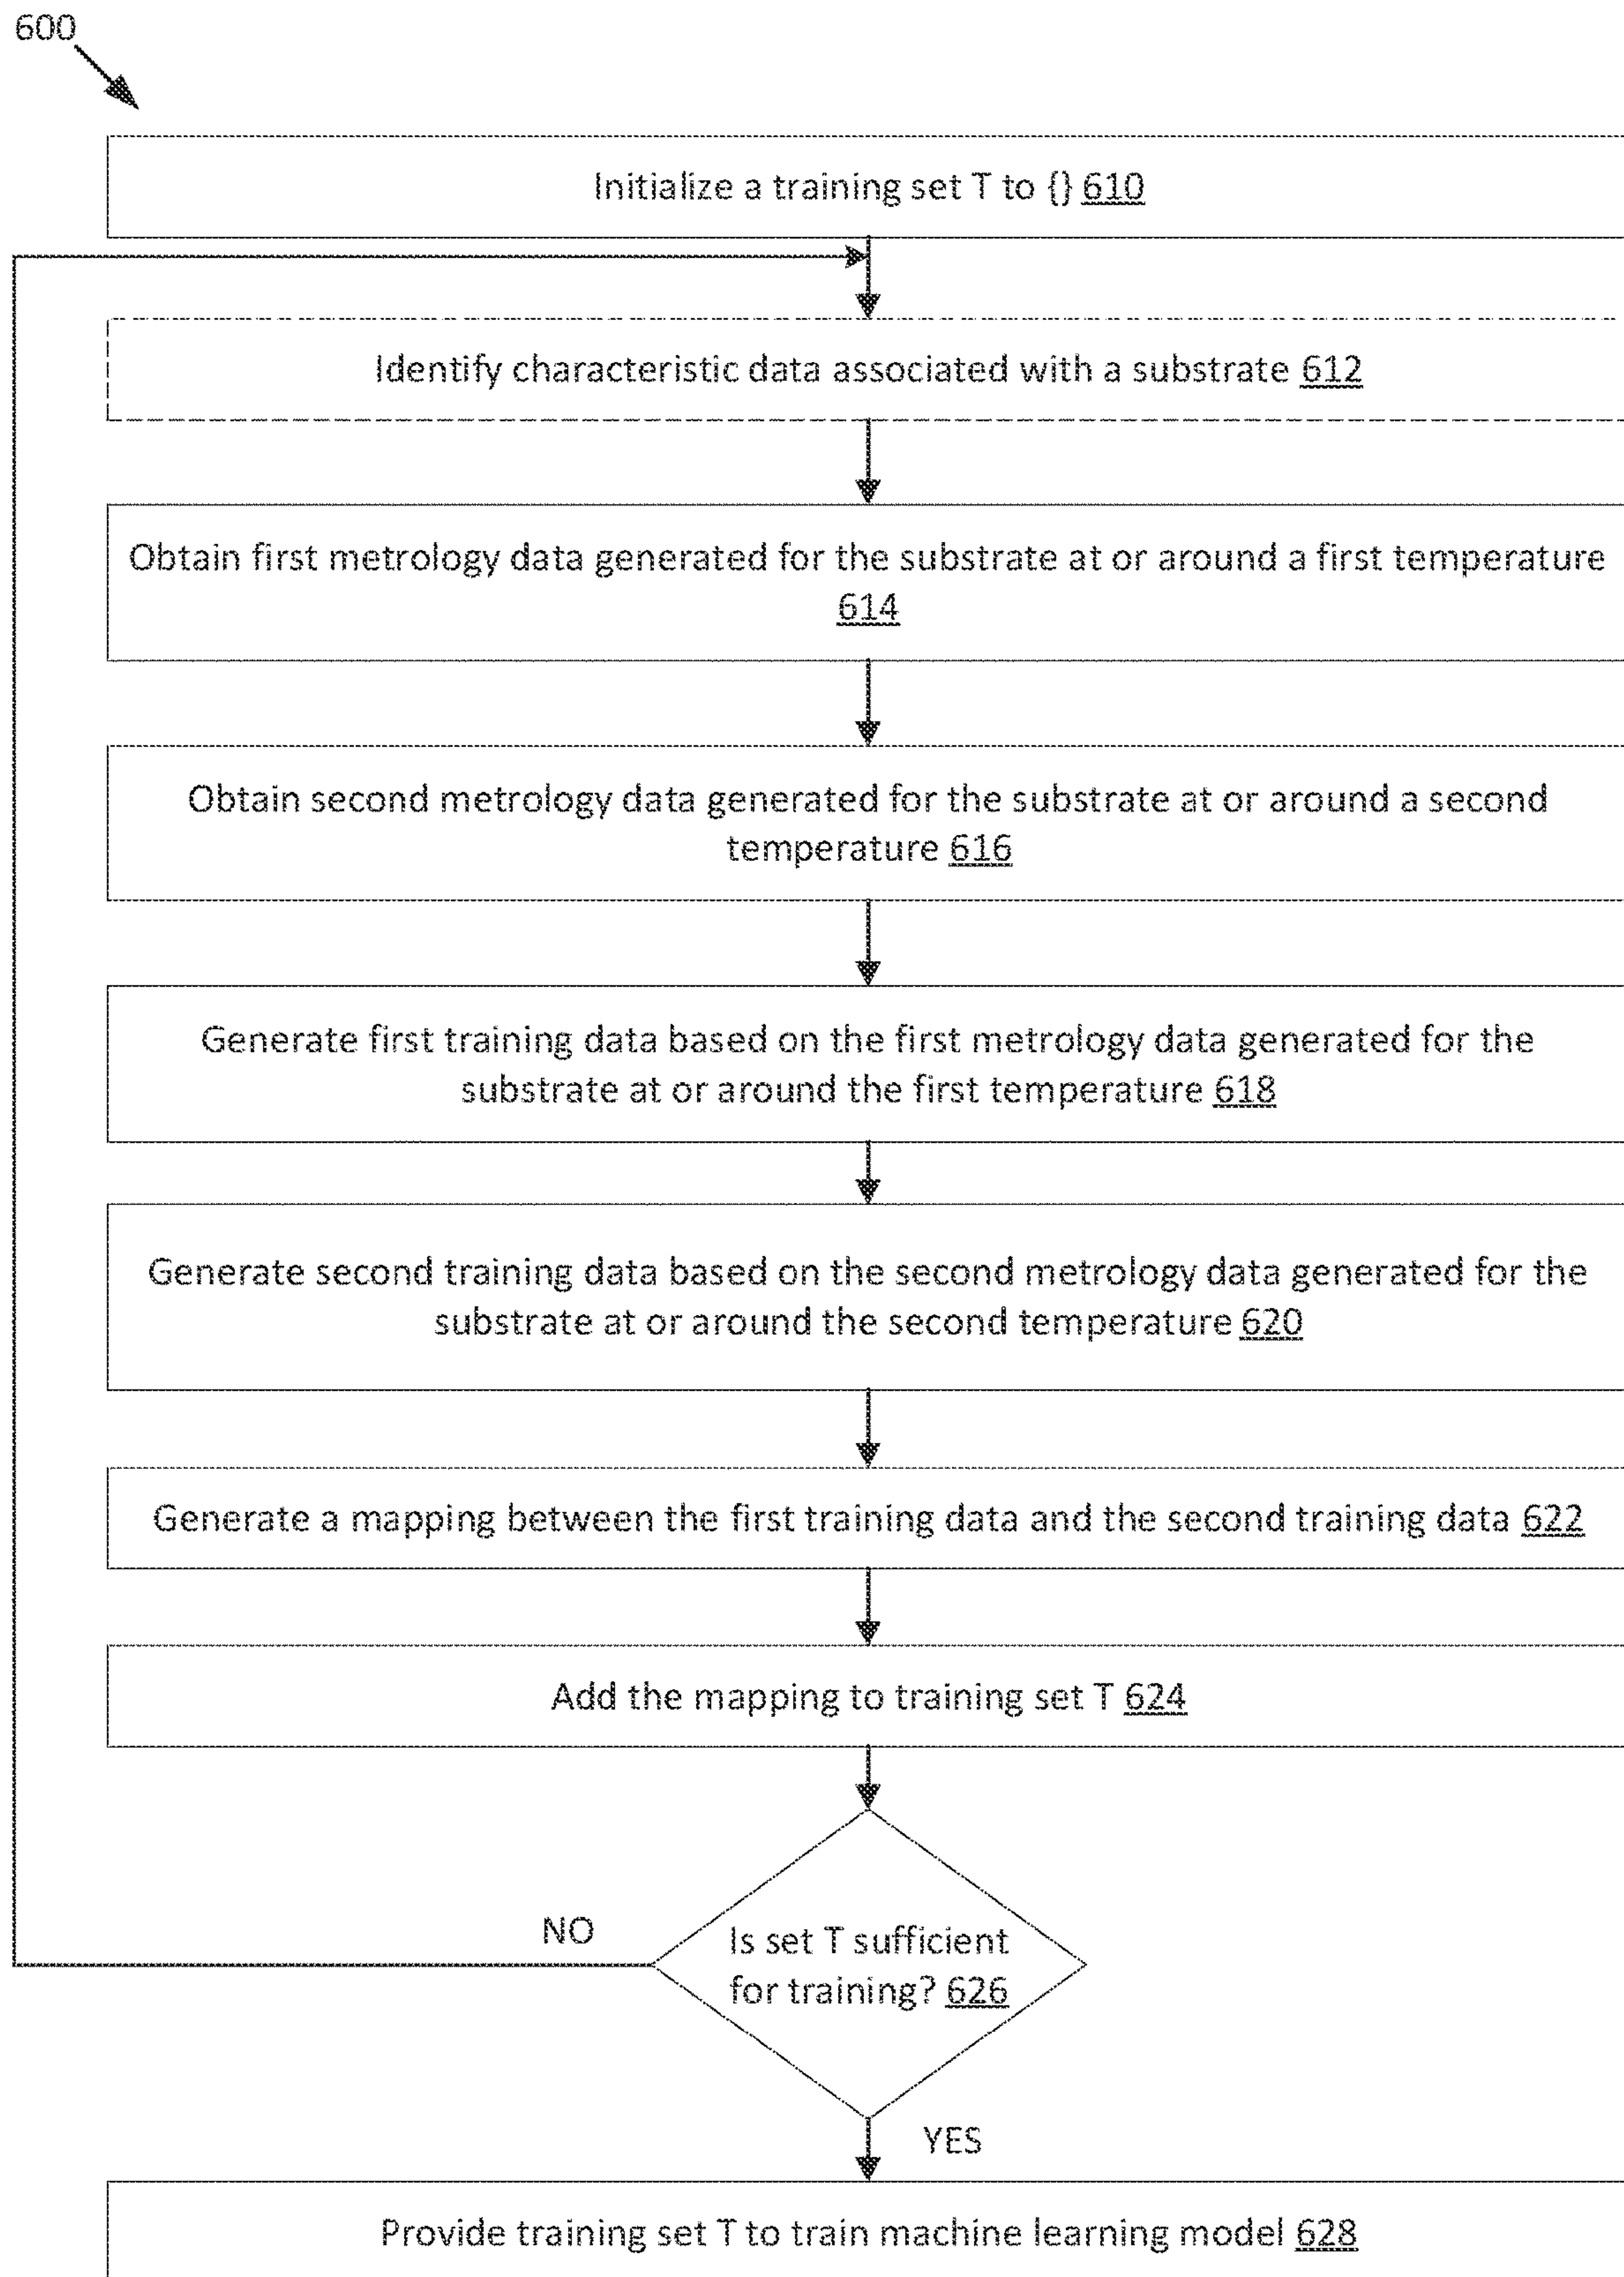 600
Initialize a training set T to {} 610
Identify characteristic data associated with a substrate 612
Obtain first metrology data generated for the substrate at or around a first temperature
614
Obtain second metrology data generated for the substrate at or around a second
temperature 616
Generate first training data based on the first metrology data generated for the
substrate at or around the first temperature 618
Generate second training data based on the second metrology data generated for the
substrate at or around the second temperature 620
Generate a mapping between the first training data and the second training data 622
Add the mapping to training set T 624
NO
Is set T sufficient
for training? 626
YES
Provide training set T to train machine learning model 628